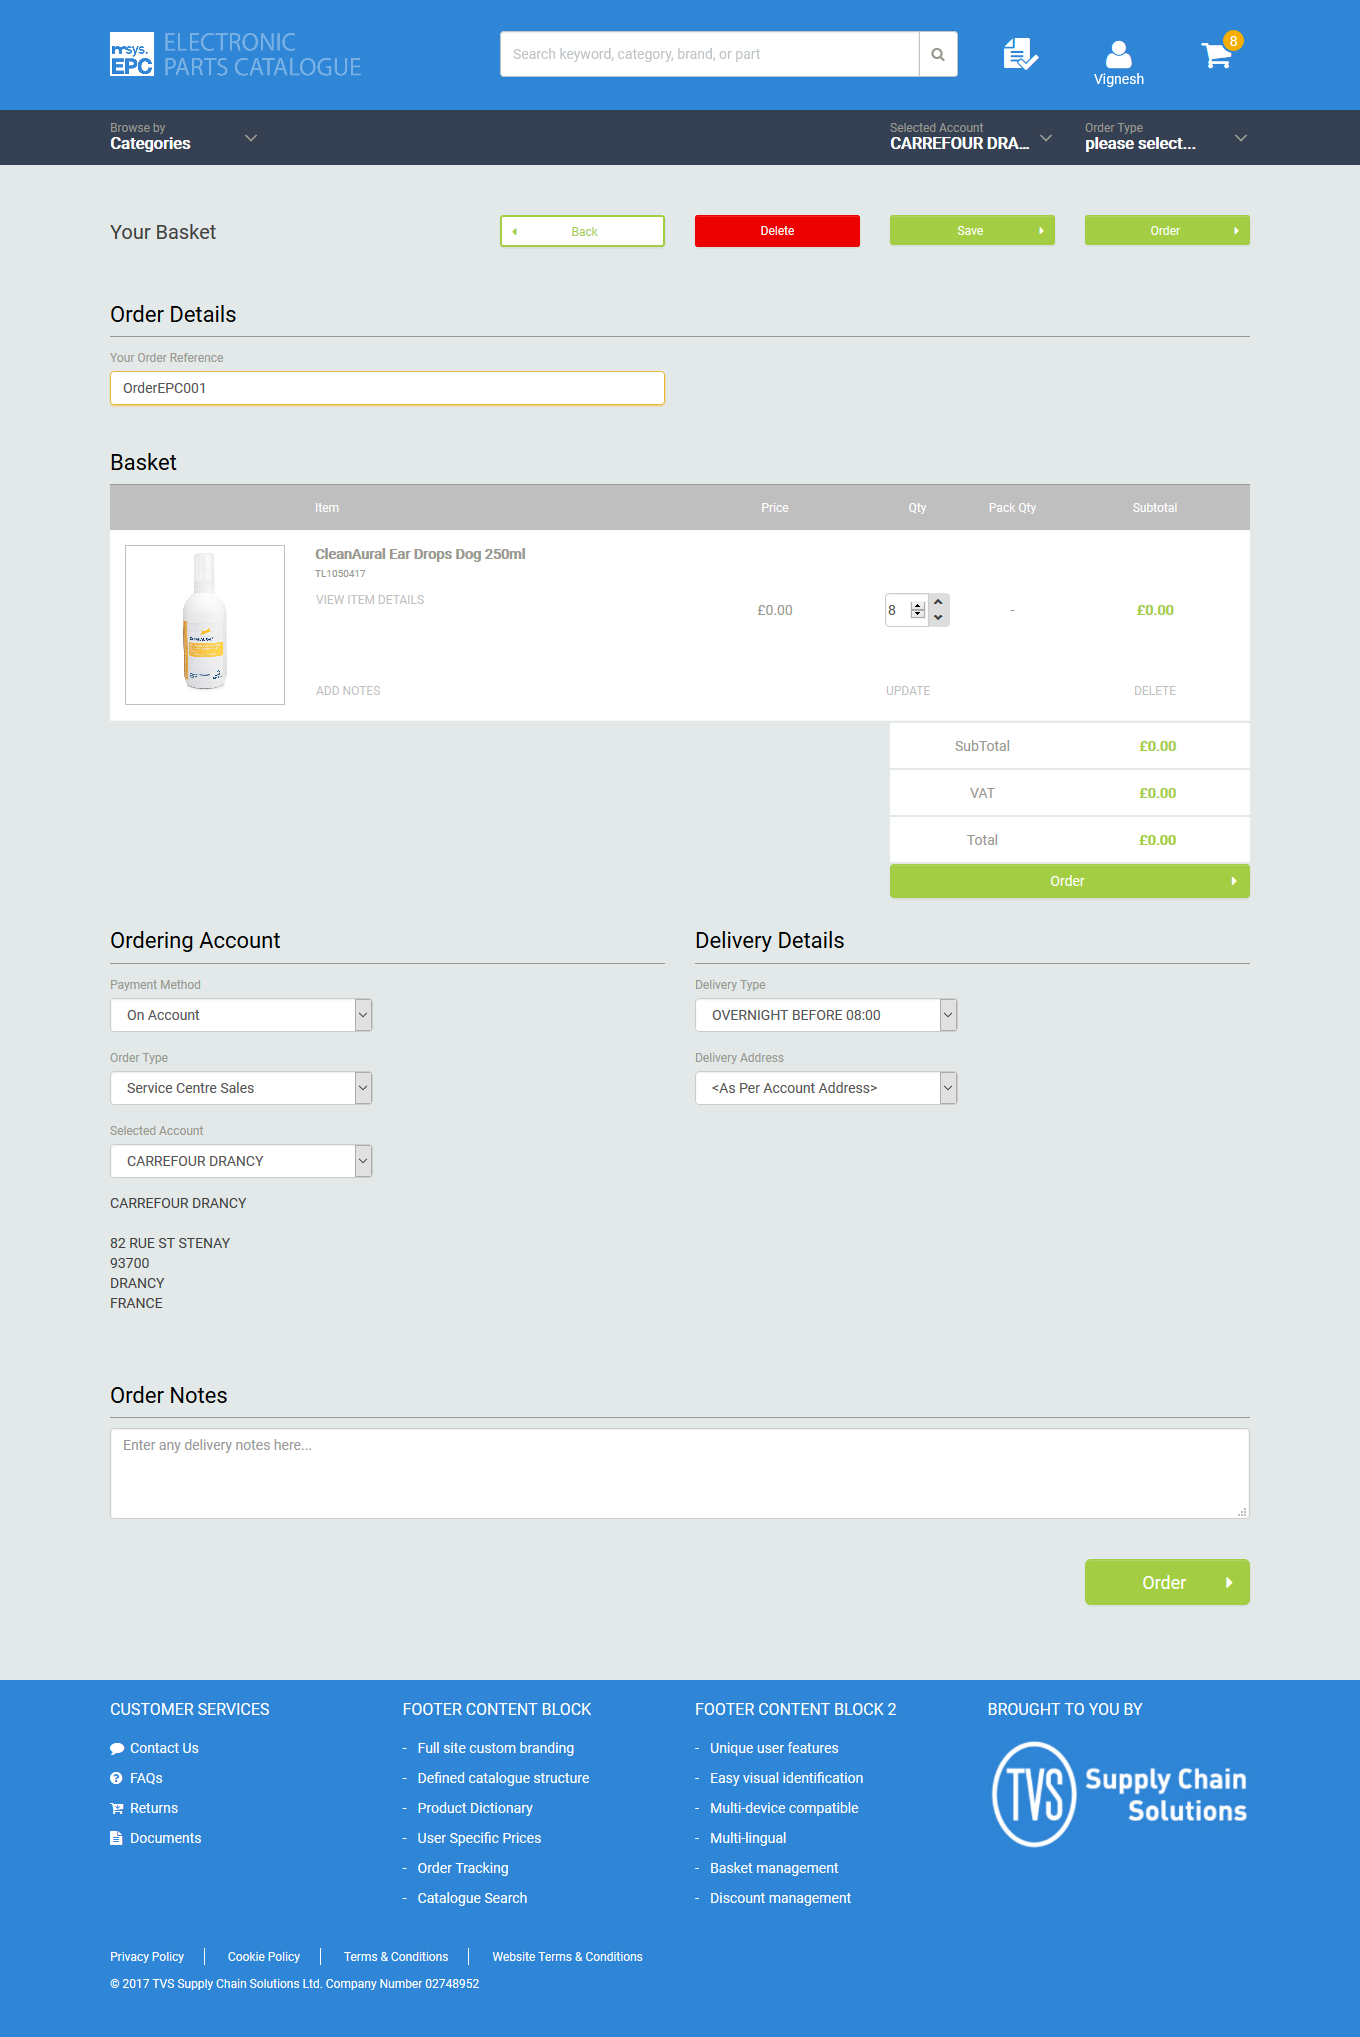 msys.
EPC
ELECTRONIC
PARTS CATALOGUE
Search keyword, category, brand, or part
Vignesh
8
Browse by
Categories
Selected Account
CARREFOUR DRA...
Order Type
please select...
Your Basket
Back
Delete
Save
Order
Order Details
Your Order Reference
OrderEPC001
Basket
Item Price Qty Pack Qty Subtotal
CleanAural Ear Drops Dog 250ml
TL1050417
VIEW ITEM DETAILS
£0.00
8
-
£0.00
ADD NOTES
UPDATE
DELETE
SubTotal £0.00
VAT £0.00
Total £0.00
Order
Ordering Account
Payment Method
On Account
Order Type
Service Centre Sales
Selected Account
CARREFOUR DRANCY
CARREFOUR DRANCY
82 RUE ST STENAY
93700
DRANCY
FRANCE
Delivery Details
Delivery Type
OVERNIGHT BEFORE 08:00
Delivery Address
<As Per Account Address>
Order Notes
Enter any delivery notes here...
Order
CUSTOMER SERVICES
Contact Us
FAQs
Returns
Documents
FOOTER CONTENT BLOCK
- Full site custom branding
- Defined catalogue structure
- Product Dictionary
- User Specific Prices
- Order Tracking
- Catalogue Search
FOOTER CONTENT BLOCK 2
- Unique user features
- Easy visual identification
- Multi-device compatible
- Multi-lingual
- Basket management
- Discount management
BROUGHT TO YOU BY
TVS
Supply Chain
Solutions
Privacy Policy | Cookie Policy | Terms & Conditions | Website Terms & Conditions
© 2017 TVS Supply Chain Solutions Ltd. Company Number 02748952